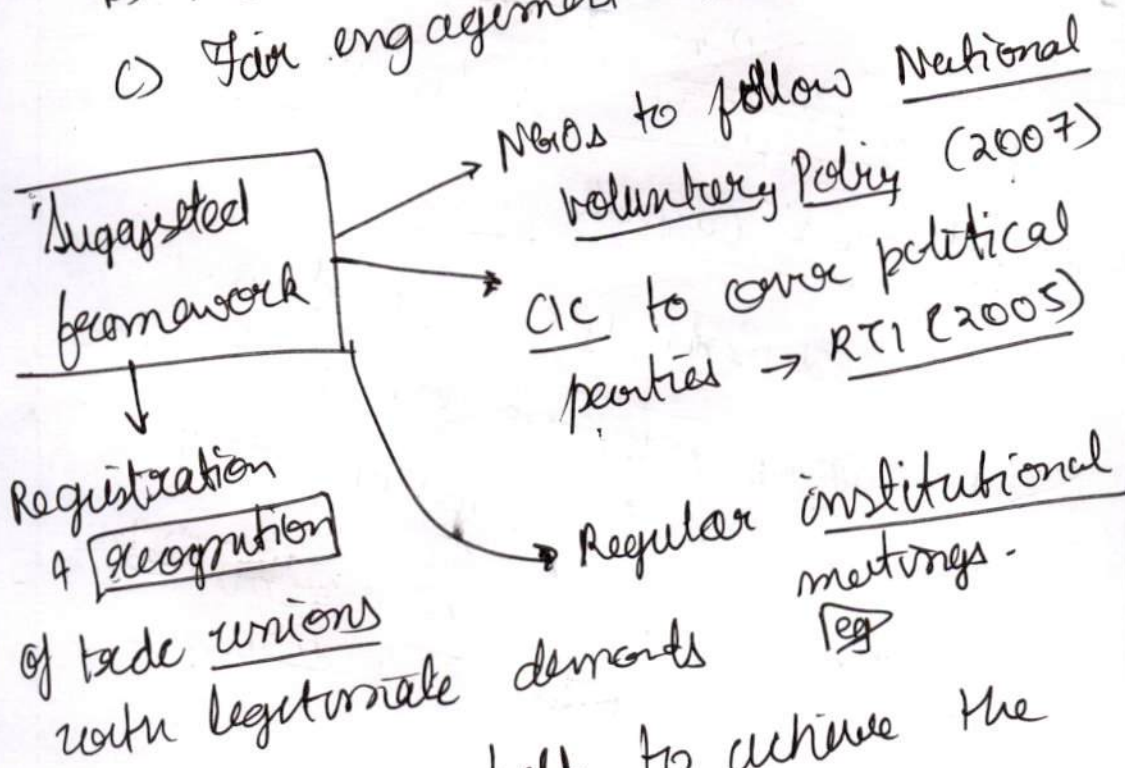 c) Fair engagement
Suggested
framework
NGOs to follow National
voluntary Policy (2007)
CIC to cover political
parties → RTI (2005)
Regular institutional
meetings.
eg
Registration
& recognition
of trade unions
with legitimate demands
to achieve the